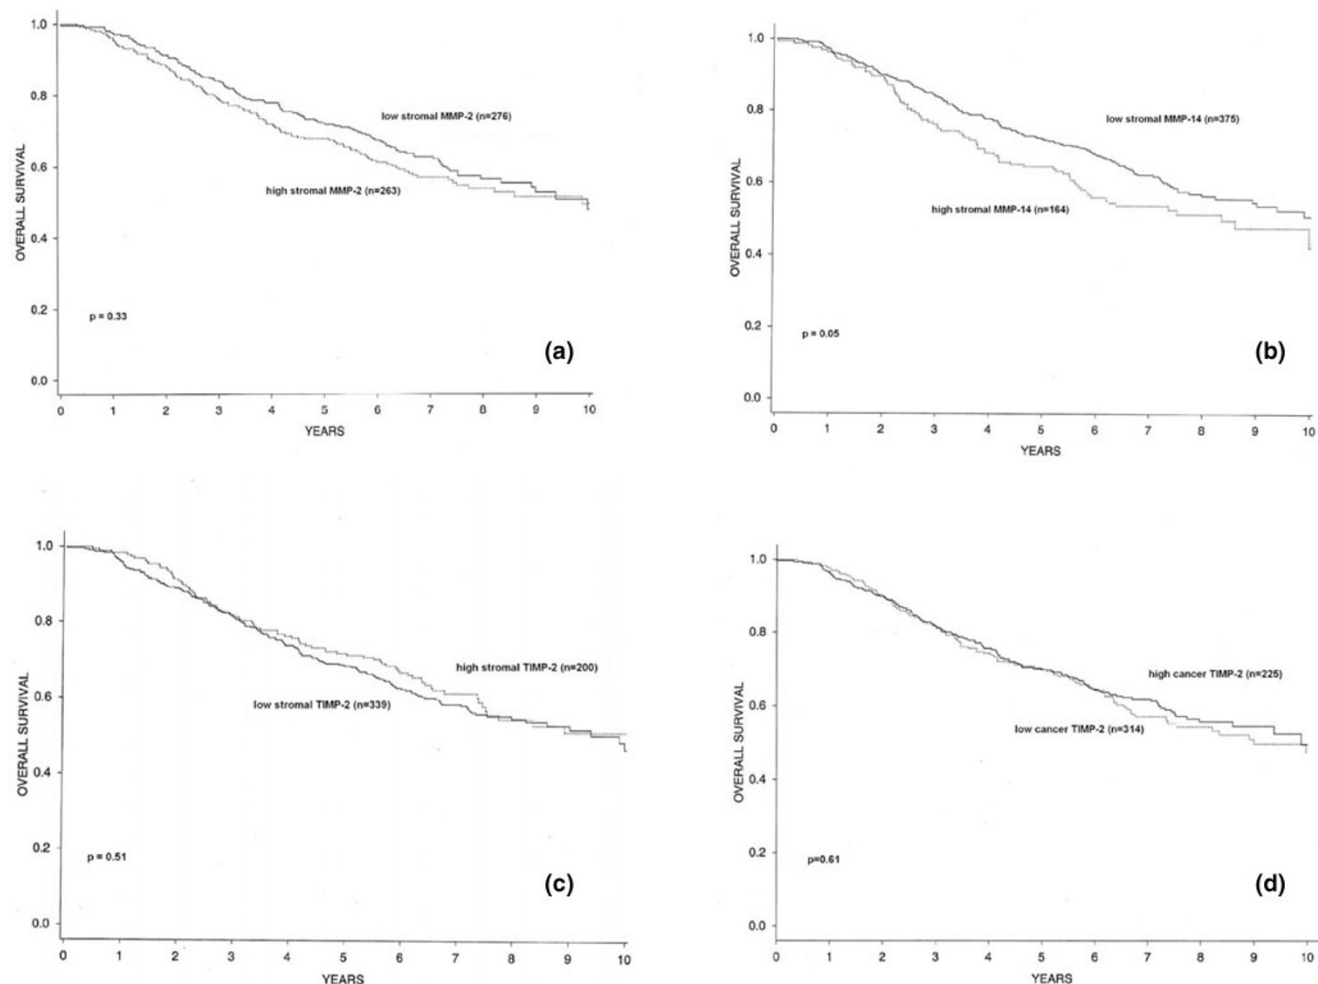 OVERALL SURVIVAL
1.0
0.8
0.6
0.4
0.2
0.0
low stromal MMP-2 (n=276)
high stromal MMP-2 (n=263)
p = 0.33
(a)
0 1 2 3 4 5 6 7 8 9 10
YEARS
OVERALL SURVIVAL
1.0
0.8
0.6
0.4
0.2
0.0
low stromal MMP-14 (n=375)
high stromal MMP-14 (n=164)
p = 0.05
(b)
0 1 2 3 4 5 6 7 8 9 10
YEARS
OVERALL SURVIVAL
1.0
0.8
0.6
0.4
0.2
0.0
high stromal TIMP-2 (n=200)
low stromal TIMP-2 (n=339)
p = 0.51
(c)
0 1 2 3 4 5 6 7 8 9 10
YEARS
OVERALL SURVIVAL
1.0
0.8
0.6
0.4
0.2
0.0
high cancer TIMP-2 (n=225)
low cancer TIMP-2 (n=314)
p=0.61
(d)
0 1 2 3 4 5 6 7 8 9 10
YEARS